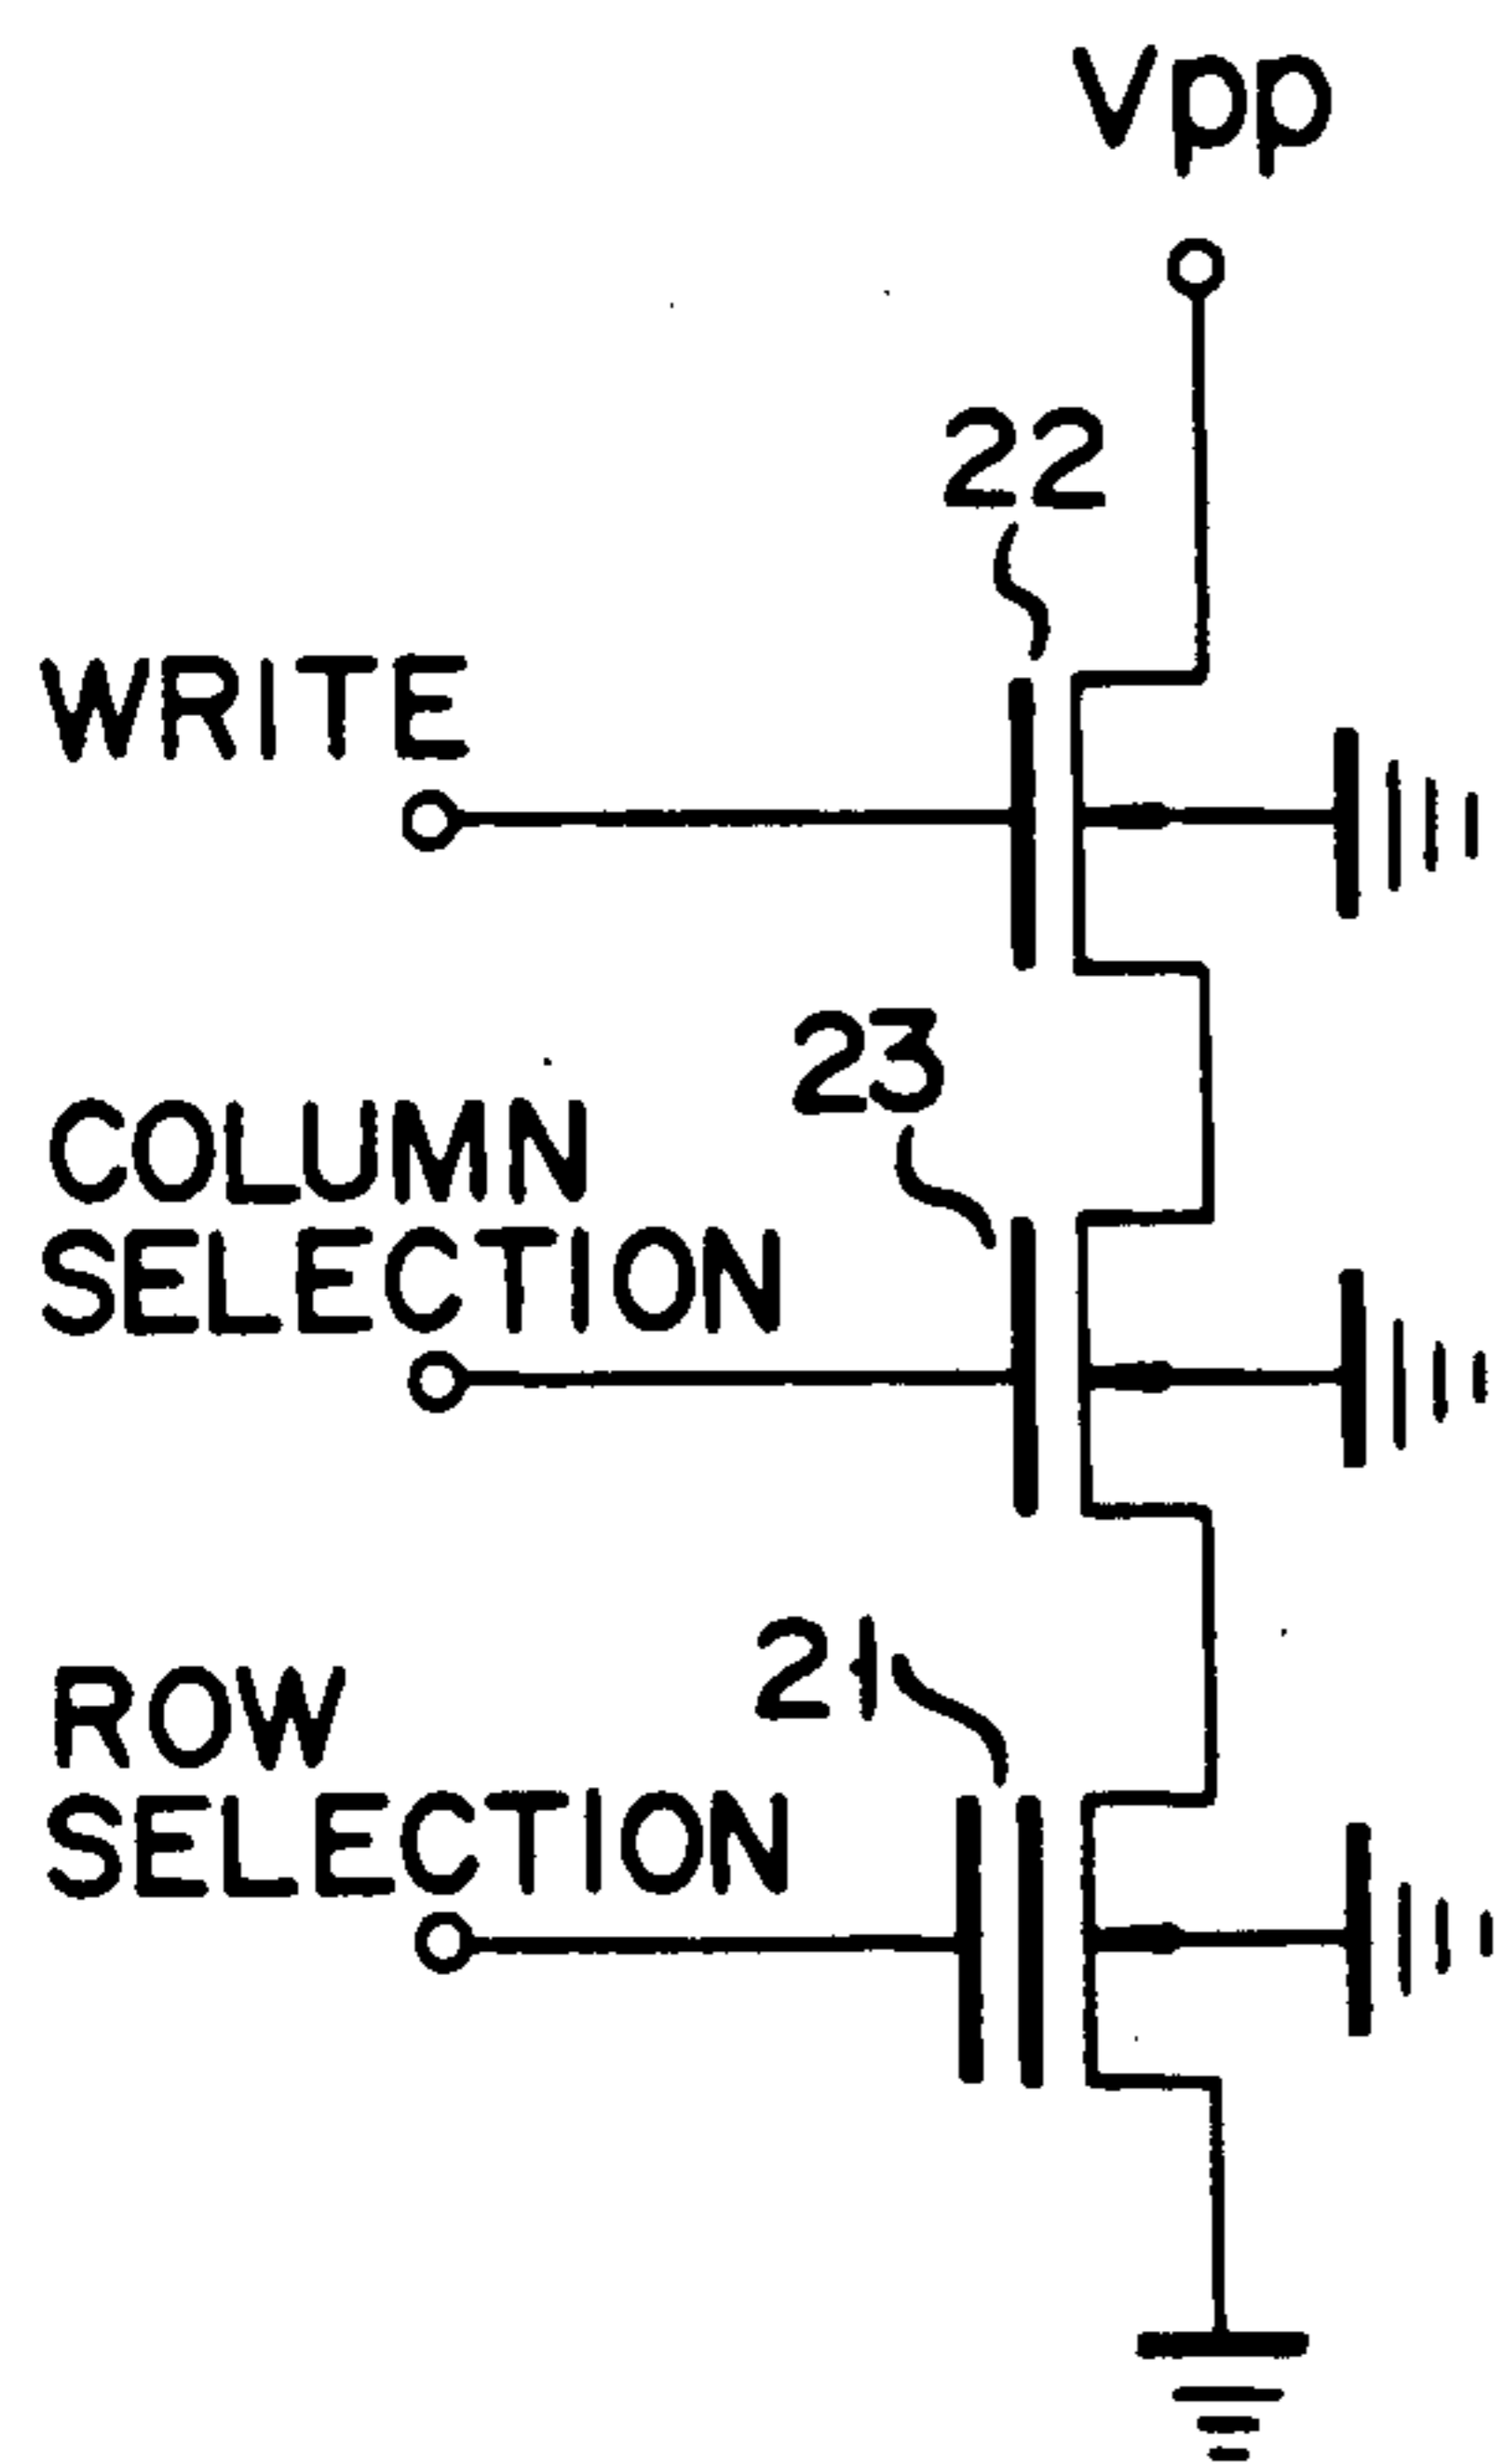 Vpp
22
WRITE
23
COLUMN
SELECTION
21
ROW
SELECTION